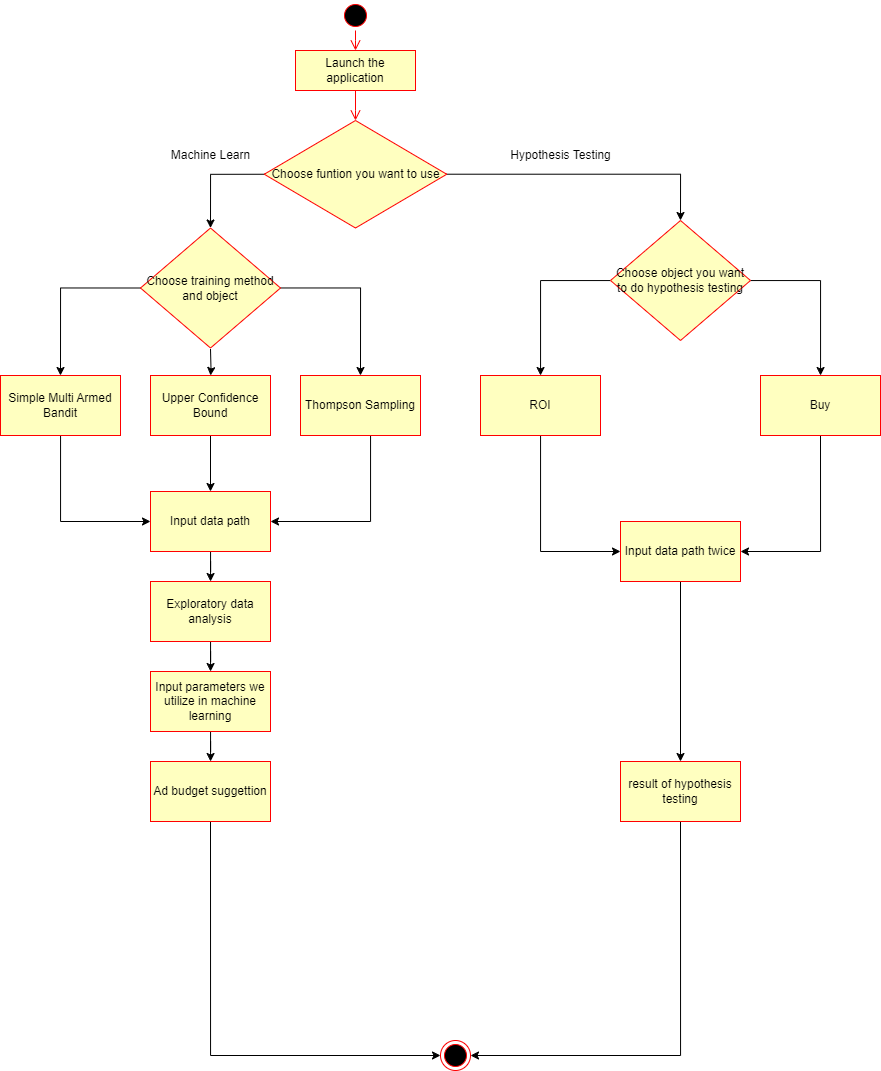 Launch the
application
Machine Learn
Hypothesis Testing
Choose funtion you want to use
Choose training method
and object
Choose object you want
to do hypothesis testing
Simple Multi Armed
Bandit
Upper Confidence
Bound
Thompson Sampling
ROI
Buy
Input data path
Input data path twice
Exploratory data
analysis
Input parameters we
utilize in machine
learning
Ad budget suggettion
result of hypothesis
testing